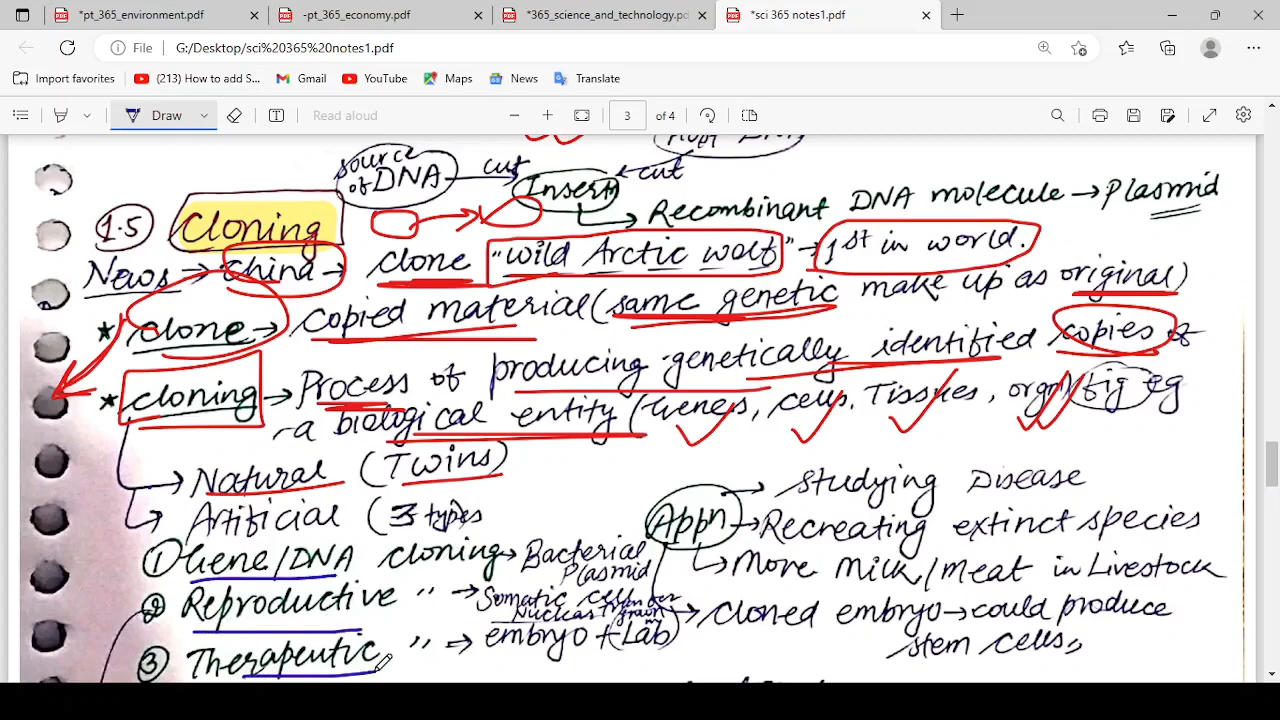 *pt_365_environment.pdf
-pt_365_economy.pdf
*365_science_and_technology.pd
*sci 365 notes1.pdf
File G:/Desktop/sci%20365%20notes1.pdf
Import favorites
(213) How to add S...
Gmail
YouTube
Maps
News
Translate
Draw
Read aloud
3 of 4
source of DNA cut Insert cut
Recombinant DNA molecule → Plasmid
1.5 Cloning
News → China → clone "wild Arctic wolf" → 1st in world.
* clone → copied material (same genetic make up as original)
* cloning → Process of producing genetically identified copies of
a biological entity (Genes, cells, Tissues, organ) fig eg
→ Natural (Twins)
→ Artificial (3 types
① Gene/DNA cloning → Bacterial Plasmid
② Reproductive " → Somatic cell Nuclear Transfer
③ Therapeutic " → embryo + (Lab)
Appn → Studying Disease
→ Recreating extinct species
→ More Milk/Meat in Livestock
→ Cloned embryo → could produce
stem cells,